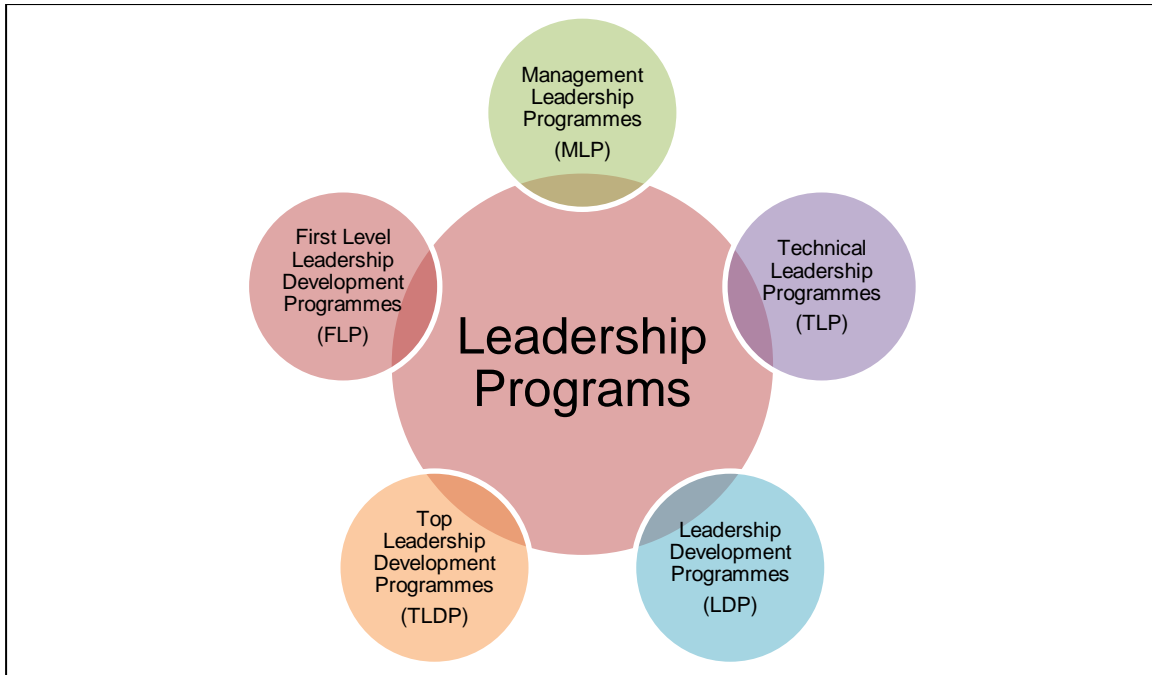 Management
Leadership
Programmes
(MLP)
First Level
Leadership
Development
Programmes
(FLP)
Technical
Leadership
Programmes
(TLP)
Leadership
Programs
Top
Leadership
Development
Programmes
(TLDP)
Leadership
Development
Programmes
(LDP)